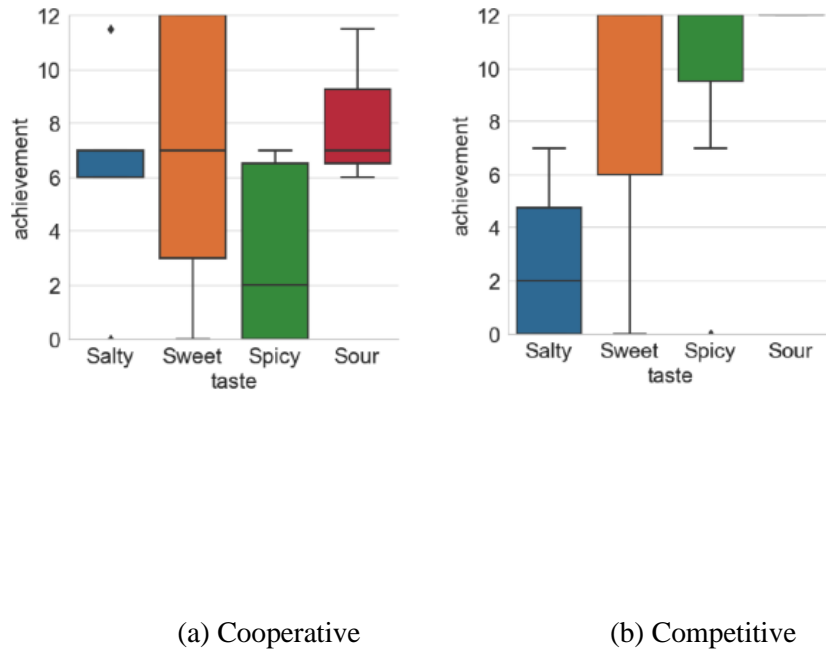 12
10
8
6
4
2
0
achievement
Salty Sweet Spicy Sour
taste
12
10
8
6
4
2
0
achievement
Salty Sweet Spicy Sour
taste
(a) Cooperative
(b) Competitive